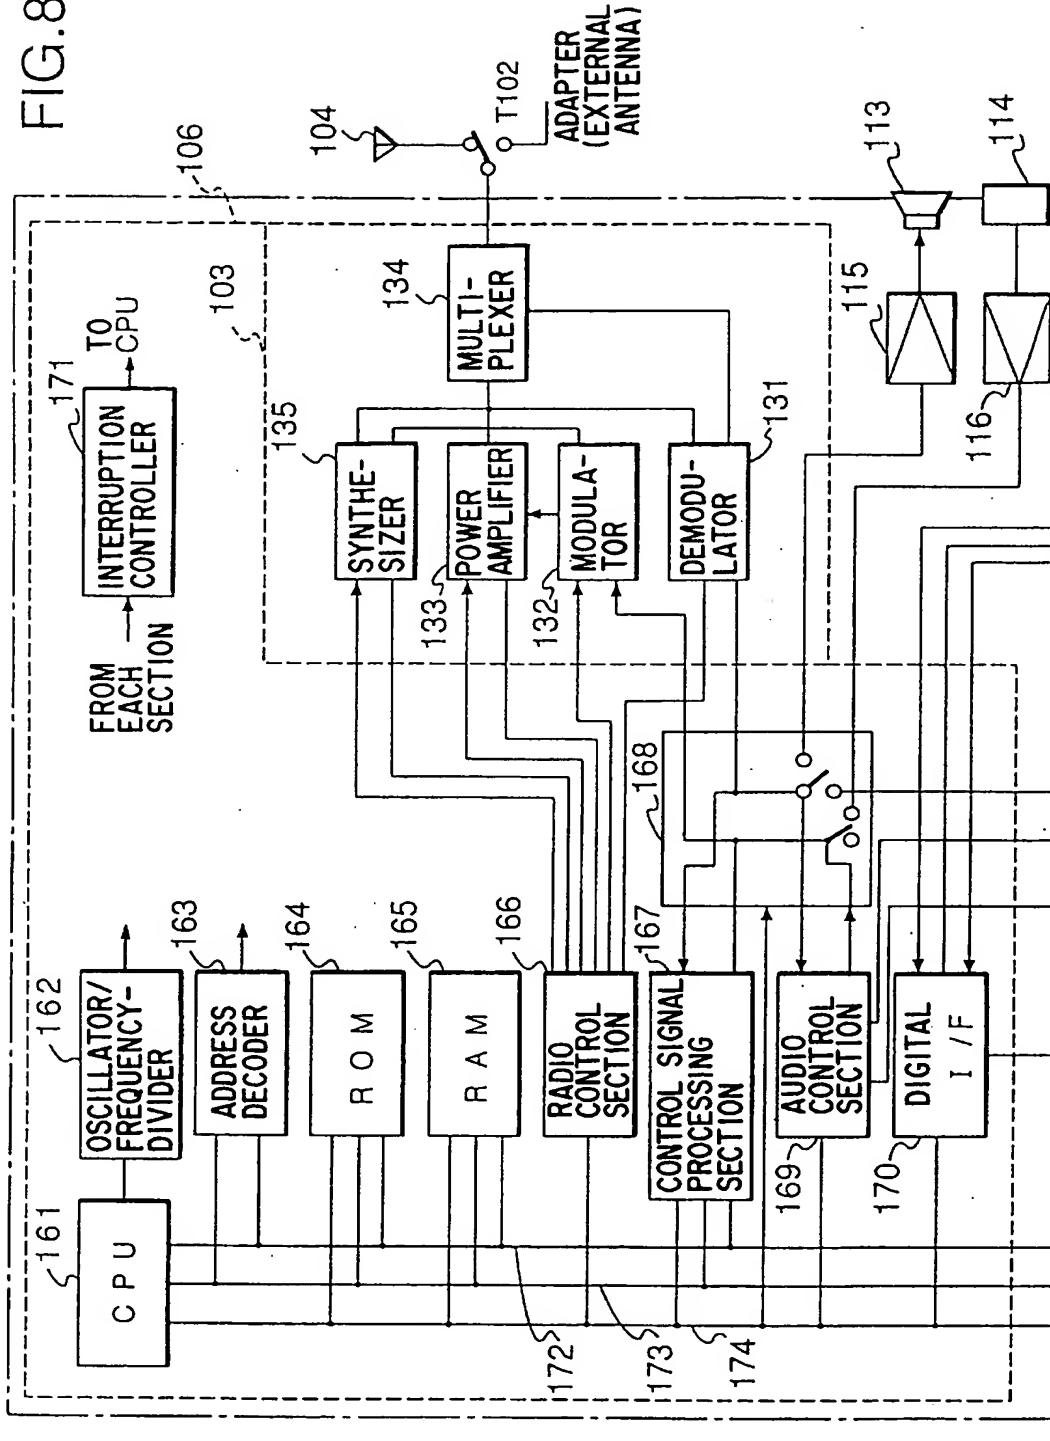 FIG.8
106
103
104
T102
ADAPTER
(EXTERNAL
ANTENNA)
171
INTERRUPTION
CONTROLLER
TO
CPU
FROM
EACH
SECTION
134
MULTI-
PLEXER
135
SYNTHE-
SIZER
133
POWER
AMPLIFIER
132
MODULA-
TOR
131
DEMODU-
LATOR
115
113
116
114
161
CPU
162
OSCILLATOR/
FREQUENCY-
DIVIDER
163
ADDRESS
DECODER
164
ROM
165
RAM
166
RADIO
CONTROL
SECTION
167
CONTROL SIGNAL
PROCESSING
SECTION
168
169
AUDIO
CONTROL
SECTION
170
DIGITAL
I/F
172
173
174